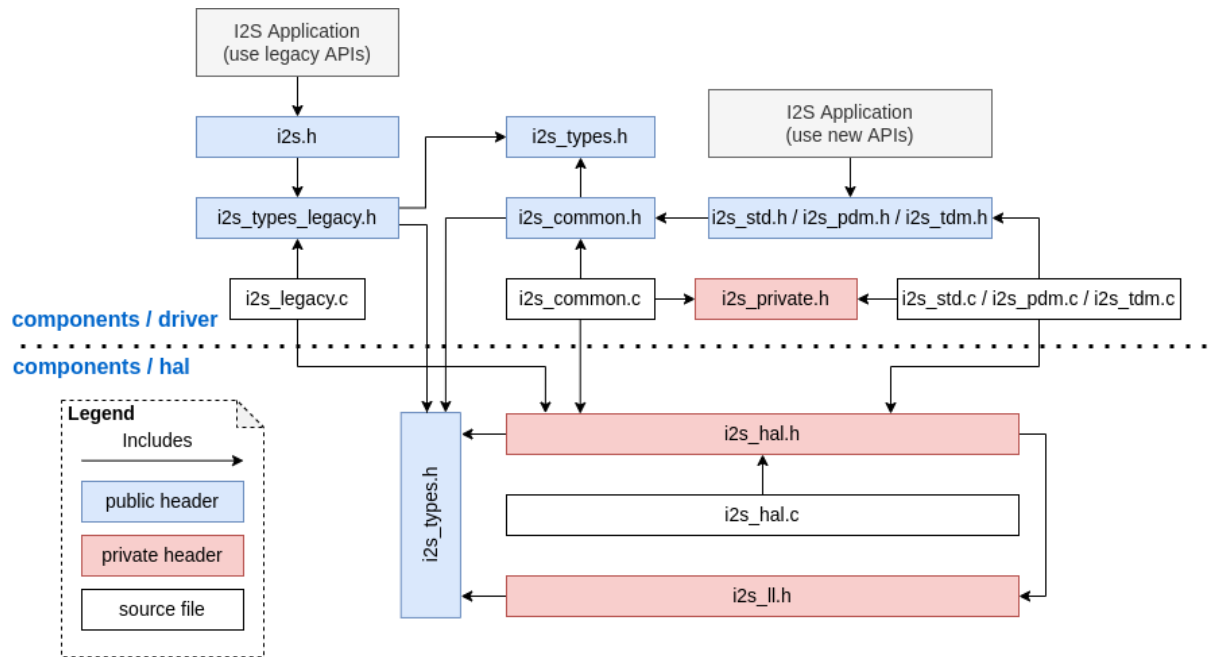 I2S Application
(use legacy APIs)
I2S Application
(use new APIs)
i2s.h
i2s_types.h
i2s_types_legacy.h
i2s_common.h
i2s_std.h / i2s_pdm.h / i2s_tdm.h
i2s_legacy.c
i2s_common.c
i2s_private.h
i2s_std.c / i2s_pdm.c / i2s_tdm.c
components / driver
components / hal
Legend
Includes
public header
private header
source file
i2s_types.h
i2s_hal.h
i2s_hal.c
i2s_ll.h